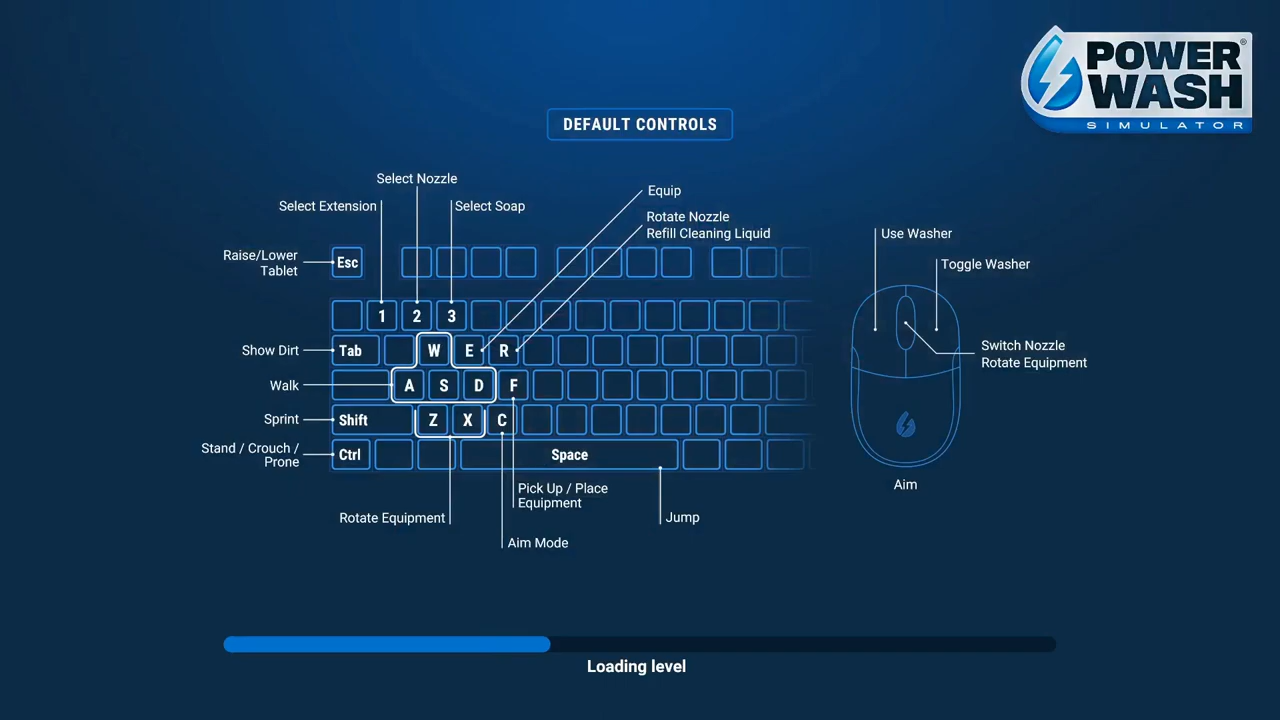 POWER
WASH®
SIMULATOR
DEFAULT CONTROLS
Select Nozzle
Select Extension
Select Soap
Equip
Rotate Nozzle
Refill Cleaning Liquid
Use Washer
Toggle Washer
Raise/Lower
Tablet
Esc
1 2 3
Show Dirt
Tab W E R
Switch Nozzle
Rotate Equipment
Walk
A S D F
Sprint
Shift Z X C
Stand / Crouch /
Prone
Ctrl Space
Aim
Pick Up / Place
Equipment
Rotate Equipment
Jump
Aim Mode
Loading level